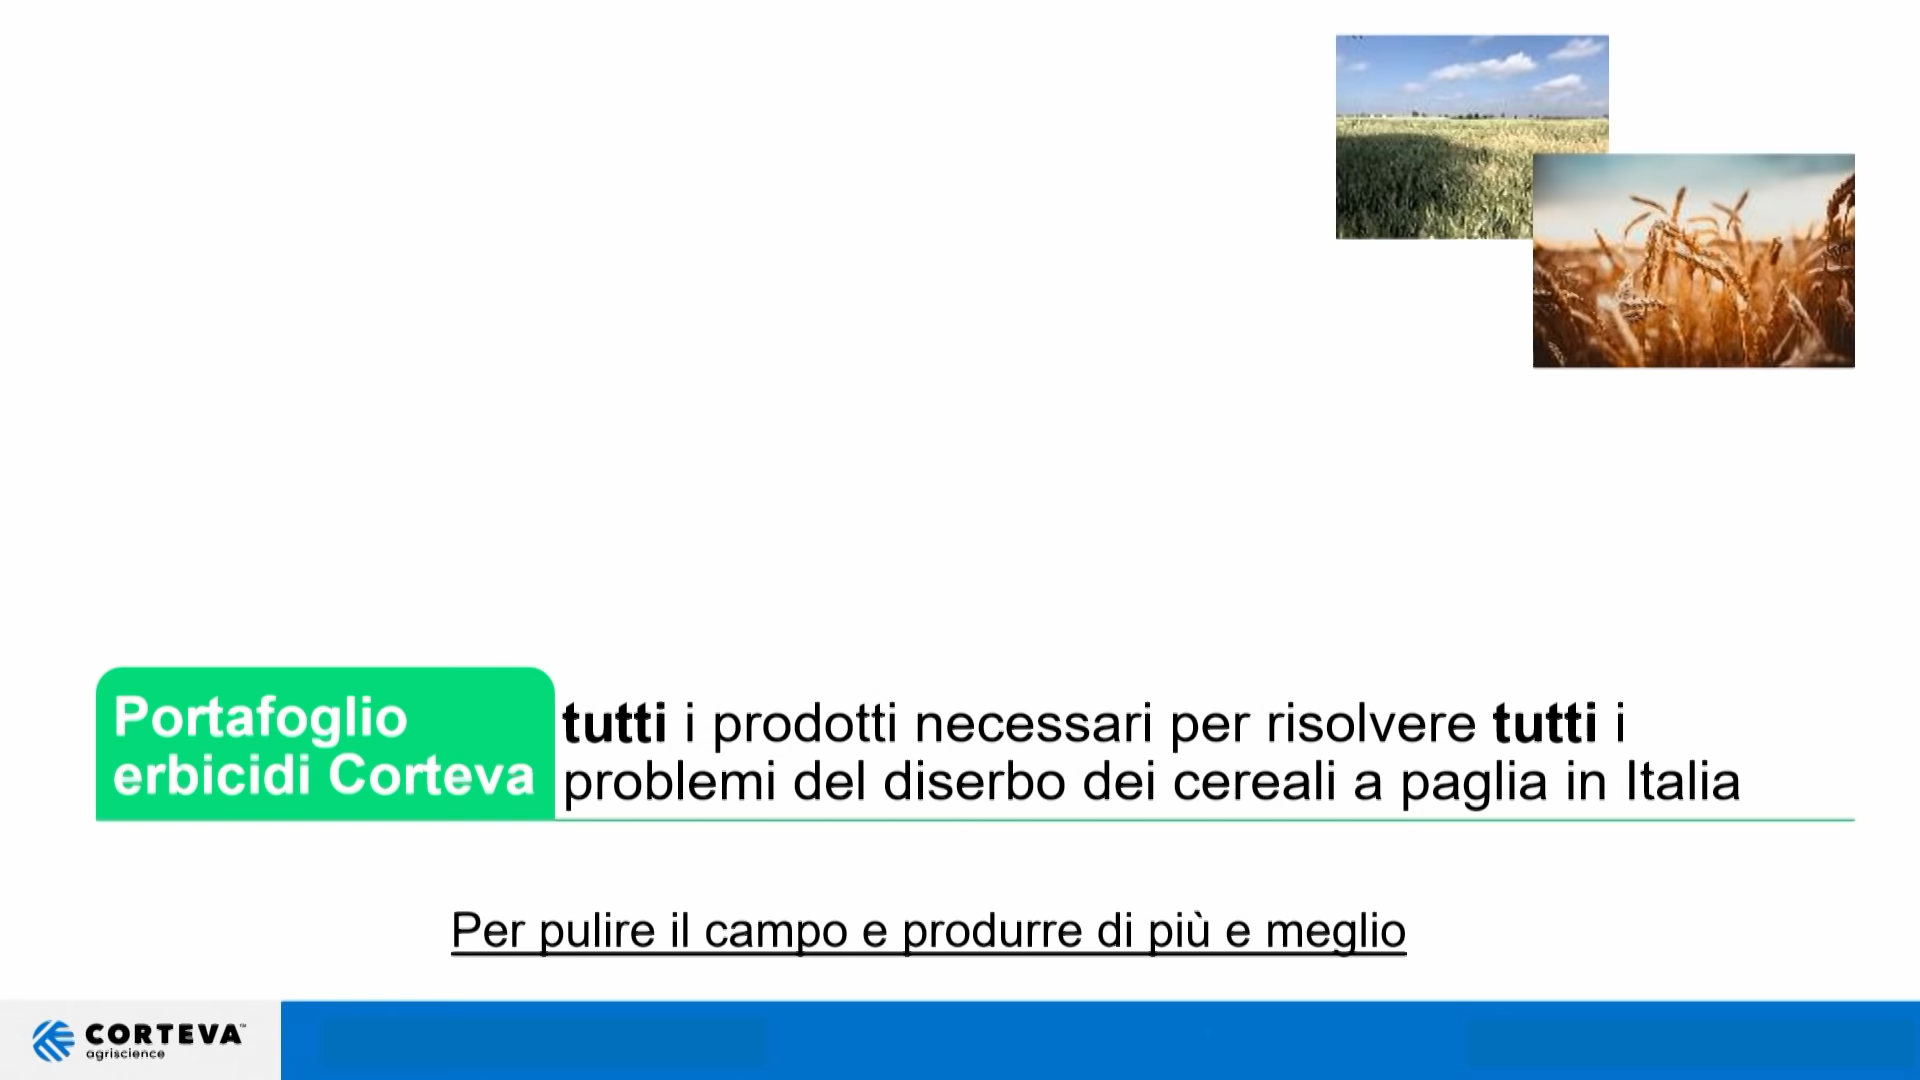 Portafoglio
erbicidi Corteva
tutti i prodotti necessari per risolvere tutti i
problemi del diserbo dei cereali a paglia in Italia
Per pulire il campo e produrre di più e meglio
CORTEVA™
agriscience